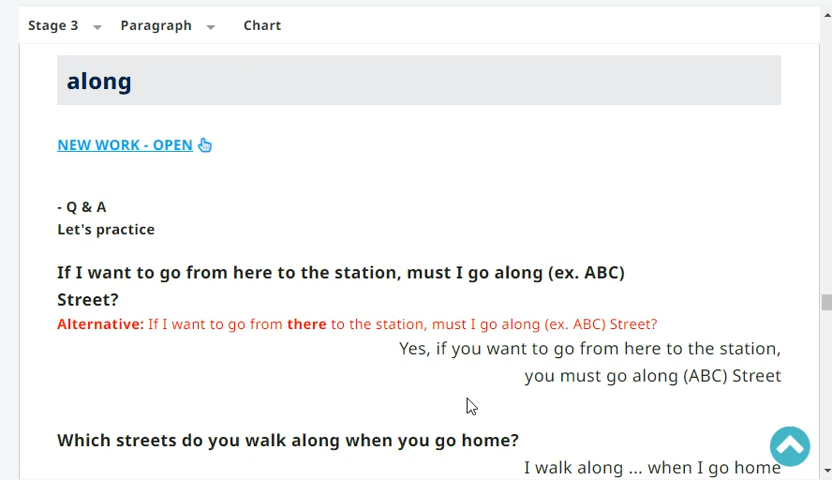 Stage 3 Paragraph Chart
along
NEW WORK - OPEN
- Q & A
Let's practice
If I want to go from here to the station, must I go along (ex. ABC)
Street?
Alternative: If I want to go from there to the station, must I go along (ex. ABC) Street?
Yes, if you want to go from here to the station,
you must go along (ABC) Street
Which streets do you walk along when you go home?
I walk along ... when I go home